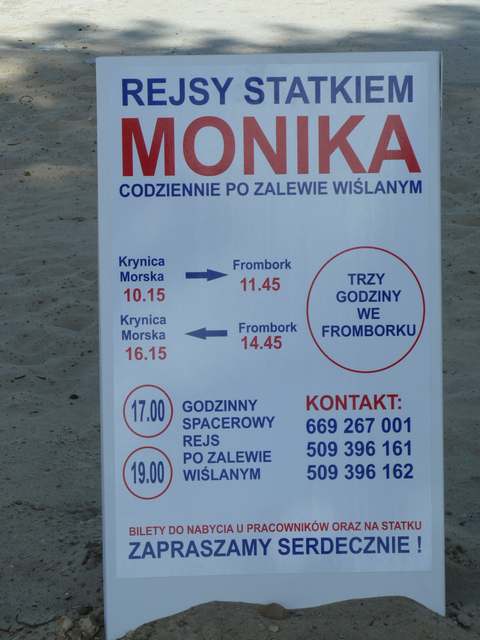 REJSY STATKIEM
MONIKA
CODZIENNIE PO ZALEWIE WIŚLANYM
Krynica Morska
10.15
Frombork
11.45
Krynica Morska
16.15
Frombork
14.45
TRZY
GODZINY
WE
FROMBORKU
17.00
19.00
GODZINNY
SPACEROWY
REJS
PO ZALEWIE
WIŚLANYM
KONTAKT:
669 267 001
509 396 161
509 396 162
BILETY DO NABYCIA U PRACOWNIKÓW ORAZ NA STATKU
ZAPRASZAMY SERDECZNIE !